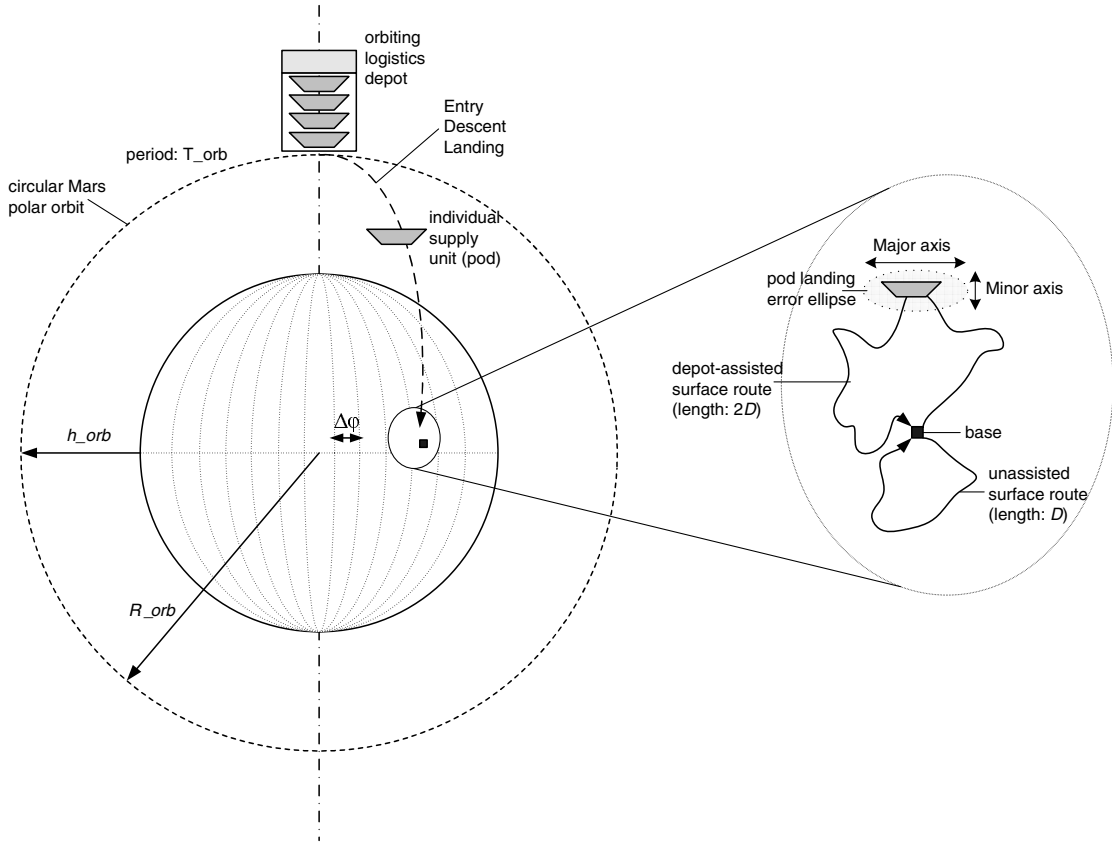 orbiting
logistics
depot
Entry
Descent
Landing
period: T_orb
circular Mars
polar orbit
individual
supply
unit (pod)
Δφ
h_orb
R_orb
Major axis
pod landing
error ellipse
Minor axis
depot-assisted
surface route
(length: 2D)
base
unassisted
surface route
(length: D)